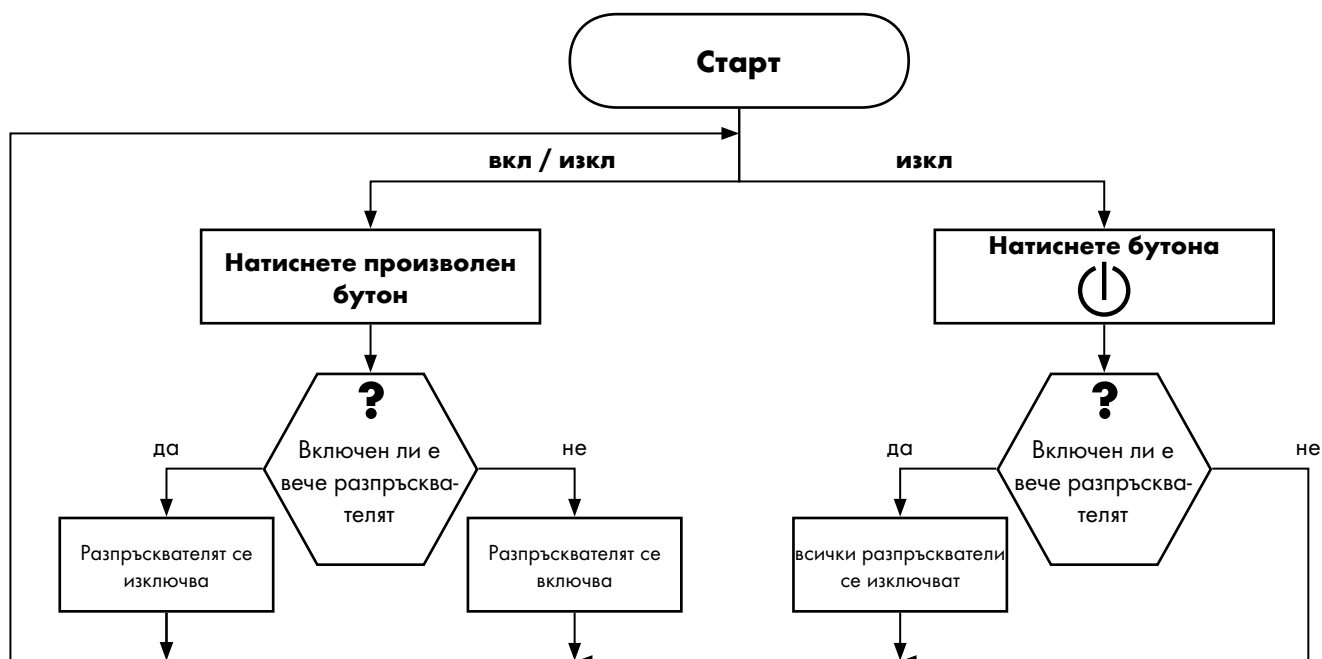 Старт
вкл / изкл
изкл
Натиснете произволен
бутон
Натиснете бутона
?
Включен ли е
вече разпръсква-
телят
да
не
Разпръсквателят се
изключва
Разпръсквателят се
включва
?
Включен ли е
вече разпръсква-
телят
да
не
всички разпръскватели
се изключват